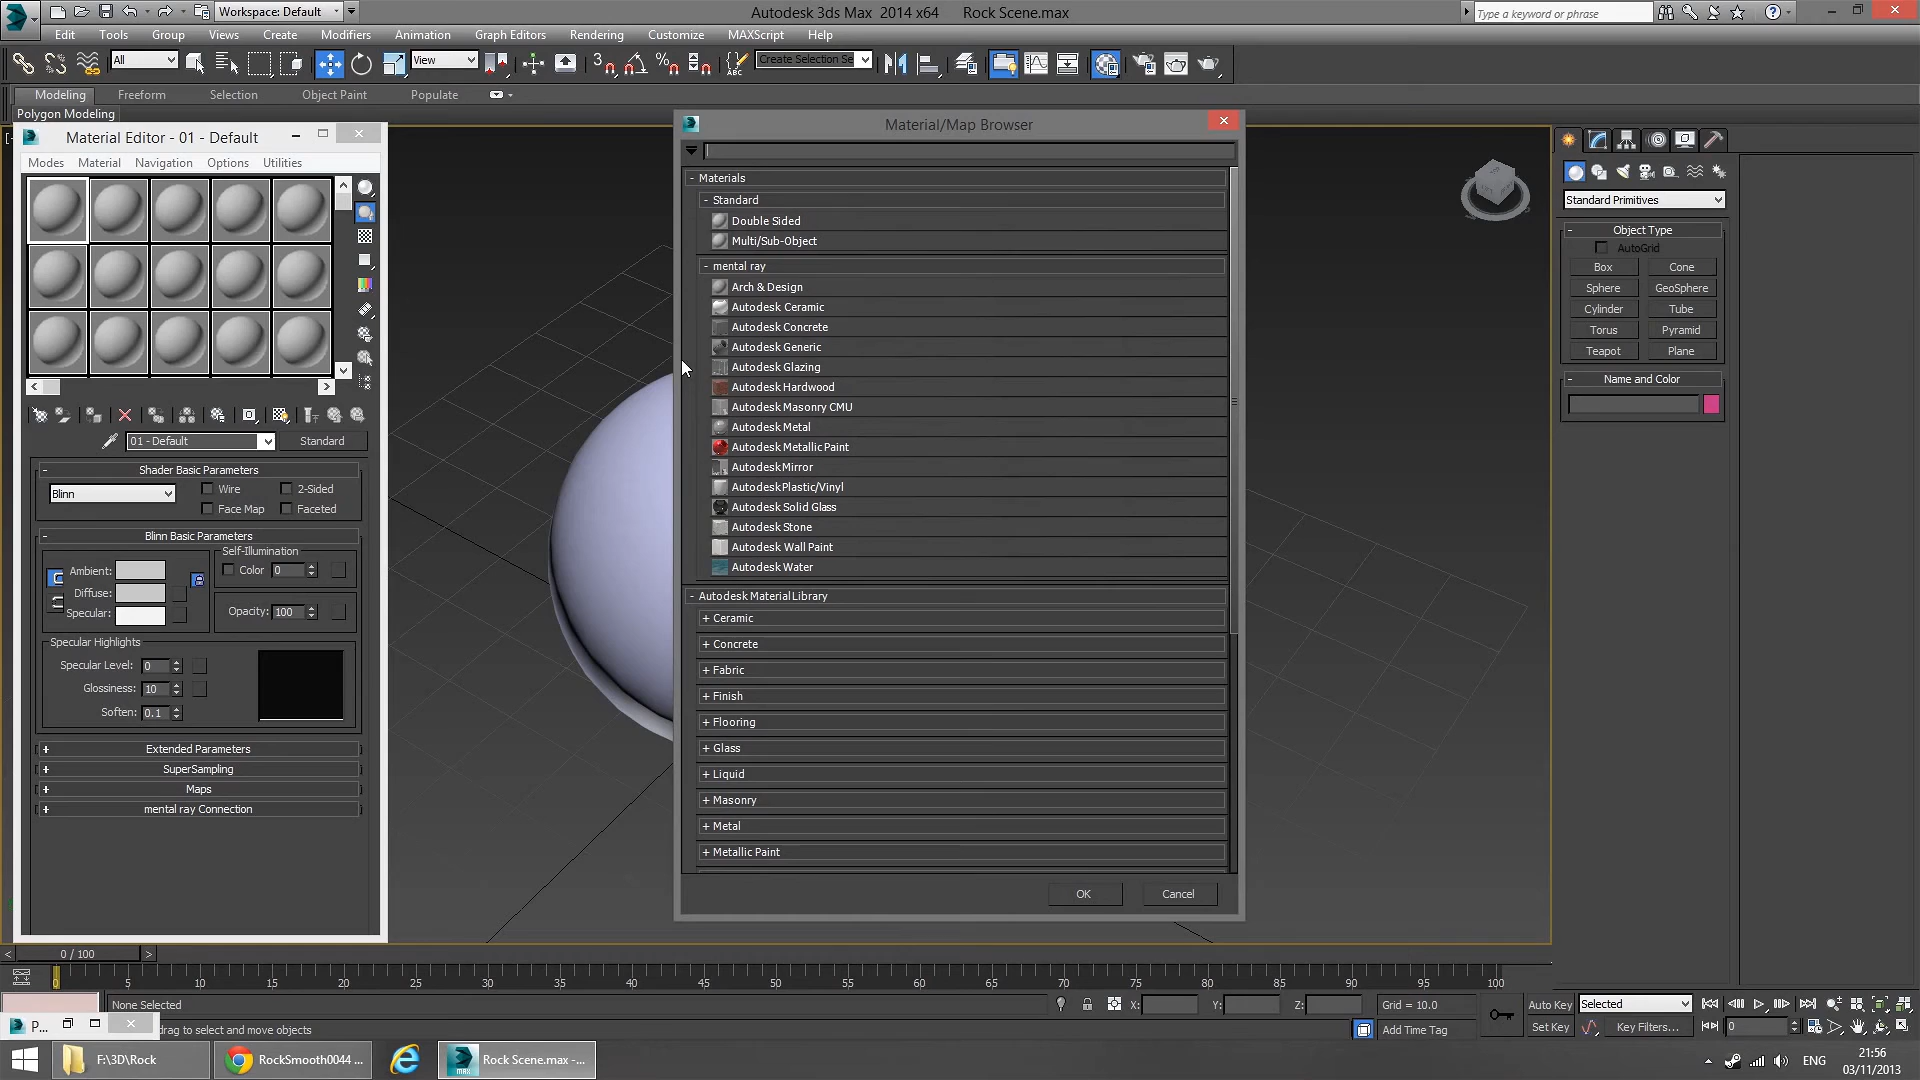 Workspace: Default
Autodesk 3ds Max 2014 x64 Rock Scene.max
Type a keyword or phrase
Edit Tools Group Views Create Modifiers Animation Graph Editors Rendering Customize MAXScript Help
All
View
Create Selection Se
Modeling Freeform Selection Object Paint Populate
Polygon Modeling
Material Editor - 01 - Default
Modes Material Navigation Options Utilities
01 - Default
Standard
Shader Basic Parameters
Blinn
Wire 2-Sided
Face Map Faceted
Blinn Basic Parameters
Self-Illumination
Ambient:
Color 0
Diffuse:
Specular:
Opacity: 100
Specular Highlights
Specular Level: 0
Glossiness: 10
Soften: 0.1
Extended Parameters
SuperSampling
Maps
mental ray Connection
Material/Map Browser
- Materials
- Standard
Double Sided
Multi/Sub-Object
- mental ray
Arch & Design
Autodesk Ceramic
Autodesk Concrete
Autodesk Generic
Autodesk Glazing
Autodesk Hardwood
Autodesk Masonry CMU
Autodesk Metal
Autodesk Metallic Paint
Autodesk Mirror
Autodesk Plastic/Vinyl
Autodesk Solid Glass
Autodesk Stone
Autodesk Wall Paint
Autodesk Water
- Autodesk Material Library
+ Ceramic
+ Concrete
+ Fabric
+ Finish
+ Flooring
+ Glass
+ Liquid
+ Masonry
+ Metal
+ Metallic Paint
OK Cancel
Standard Primitives
Object Type
AutoGrid
Box Cone
Sphere GeoSphere
Cylinder Tube
Torus Pyramid
Teapot Plane
Name and Color
0 / 100
0 5 10 15 20 25 30 35 40 45 50 55 60 65 70 75 80 85 90 95 100
None Selected
X: Y: Z: Grid = 10.0
Auto Key Selected
P...
drag to select and move objects
Add Time Tag
Set Key Key Filters... 0
F:\3D\Rock
RockSmooth0044 ...
Rock Scene.max -...
ENG
21:56
03/11/2013